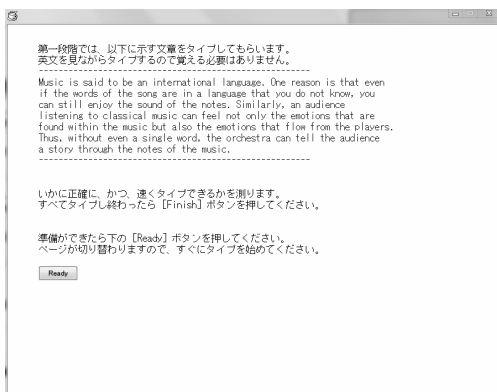 第一段階では、以下に示す文章をタイプしてもらいます。
英文を見ながらタイプするので覚える必要はありません。
--------------------------------------------------------
Music is said to be an international language. One reason is that even
if the words of the song are in a language that you do not know, you
can still enjoy the sound of the notes. Similarly, an audience
listening to classical music can feel not only the emotions that are
found within the music but also the emotions that flow from the players.
Thus, without even a single word, the orchestra can tell the audience
a story through the notes of the music.
--------------------------------------------------------
いかに正確に、かつ、速くタイプできるかを測ります。
すべてタイプし終わったら [Finish] ボタンを押してください。
準備ができたら下の [Ready] ボタンを押してください。
ページが切り替わりますので、すぐにタイプを始めてください。
Ready